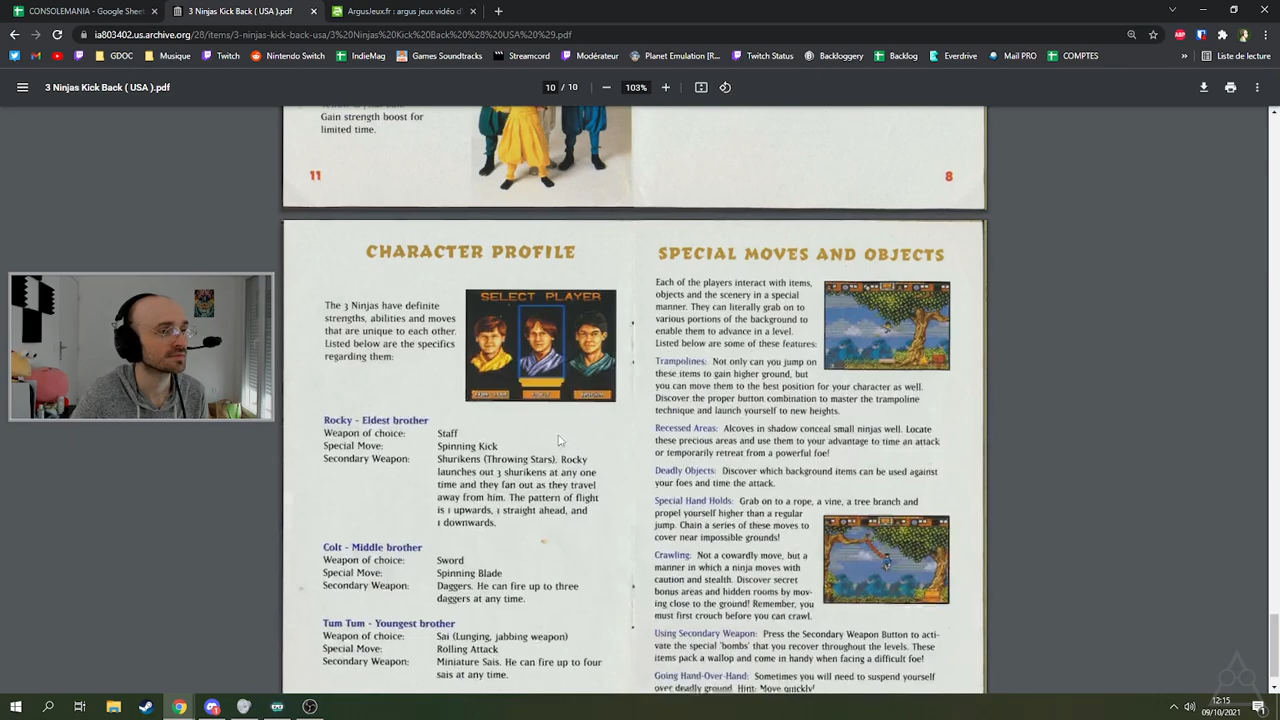 CONSOLEMANIA - Google Sheet
3 Ninjas Kick Back (USA ).pdf
ArgusJeux.fr : argus jeux vidéo d'
ia803402.us.archive.org/28/items/3-ninjas-kick-back-usa/3%20Ninjas%20Kick%20Back%20%28%20USA%20%29.pdf
GDOC
Musique
Twitch
Nintendo Switch
IndieMag
Games Soundtracks
Streamcord
Modérateur
Planet Emulation [R...
Twitch Status
Backloggery
Backlog
Everdrive
Mail PRO
COMPTES
Liste de lecture
3 Ninjas Kick Back ( USA ).pdf
10 / 10
103%
Gain strength boost for
limited time.
11
8
CHARACTER PROFILE
The 3 Ninjas have definite
strengths, abilities and moves
that are unique to each other.
Listed below are the specifics
regarding them:
SELECT PLAYER
Rocky - Eldest brother
Weapon of choice: Staff
Special Move: Spinning Kick
Secondary Weapon: Shurikens (Throwing Stars). Rocky
launches out 3 shurikens at any one
time and they fan out as they travel
away from him. The pattern of flight
is 1 upwards, 1 straight ahead, and
1 downwards.
Colt - Middle brother
Weapon of choice: Sword
Special Move: Spinning Blade
Secondary Weapon: Daggers. He can fire up to three
daggers at any time.
Tum Tum - Youngest brother
Weapon of choice: Sai (Lunging, jabbing weapon)
Special Move: Rolling Attack
Secondary Weapon: Miniature Sais. He can fire up to four
sais at any time.
SPECIAL MOVES AND OBJECTS
Each of the players interact with items,
objects and the scenery in a special
manner. They can literally grab on to
various portions of the background to
enable them to advance in a level.
Listed below are some of these features:
Trampolines: Not only can you jump on
these items to gain higher ground, but
you can move them to the best position for your character as well.
Discover the proper button combination to master the trampoline
technique and launch yourself to new heights.
Recessed Areas: Alcoves in shadow conceal small ninjas well. Locate
these precious areas and use them to your advantage to time an attack
or temporarily retreat from a powerful foe!
Deadly Objects: Discover which background items can be used against
your foes and time the attack.
Special Hand Holds: Grab on to a rope, a vine, a tree branch and
propel yourself higher than a regular
jump. Chain a series of these moves to
cover near impossible grounds!
Crawling: Not a cowardly move, but a
manner in which a ninja moves with
caution and stealth. Discover secret
bonus areas and hidden rooms by mov-
ing close to the ground! Remember, you
must first crouch before you can crawl.
Using Secondary Weapon: Press the Secondary Weapon Button to acti-
vate the special 'bombs' that you recover throughout the levels. These
items pack a wallop and come in handy when facing a difficult foe!
Going Hand-Over-Hand: Sometimes you will need to suspend yourself
over deadly ground. Hint: Move quickly!
12:15
09/10/2021